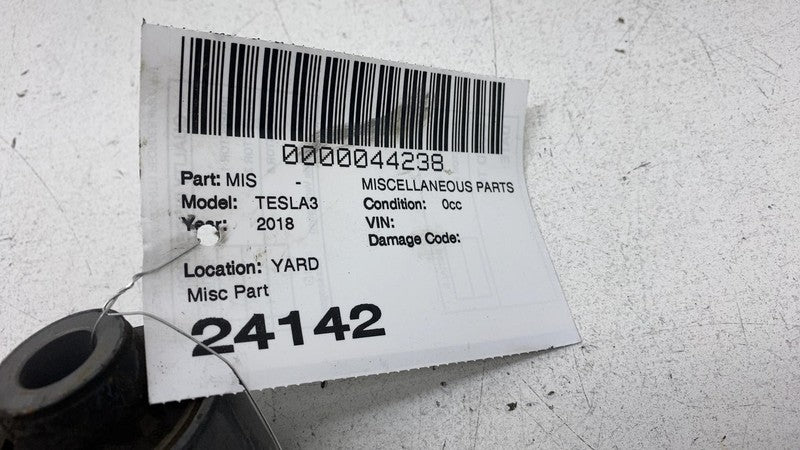 0000044238
Part: MIS - MISCELLANEOUS PARTS
Model: TESLA3 Condition: 0cc
Year: 2018 VIN:
Damage Code:
Location: YARD
Misc Part
24142